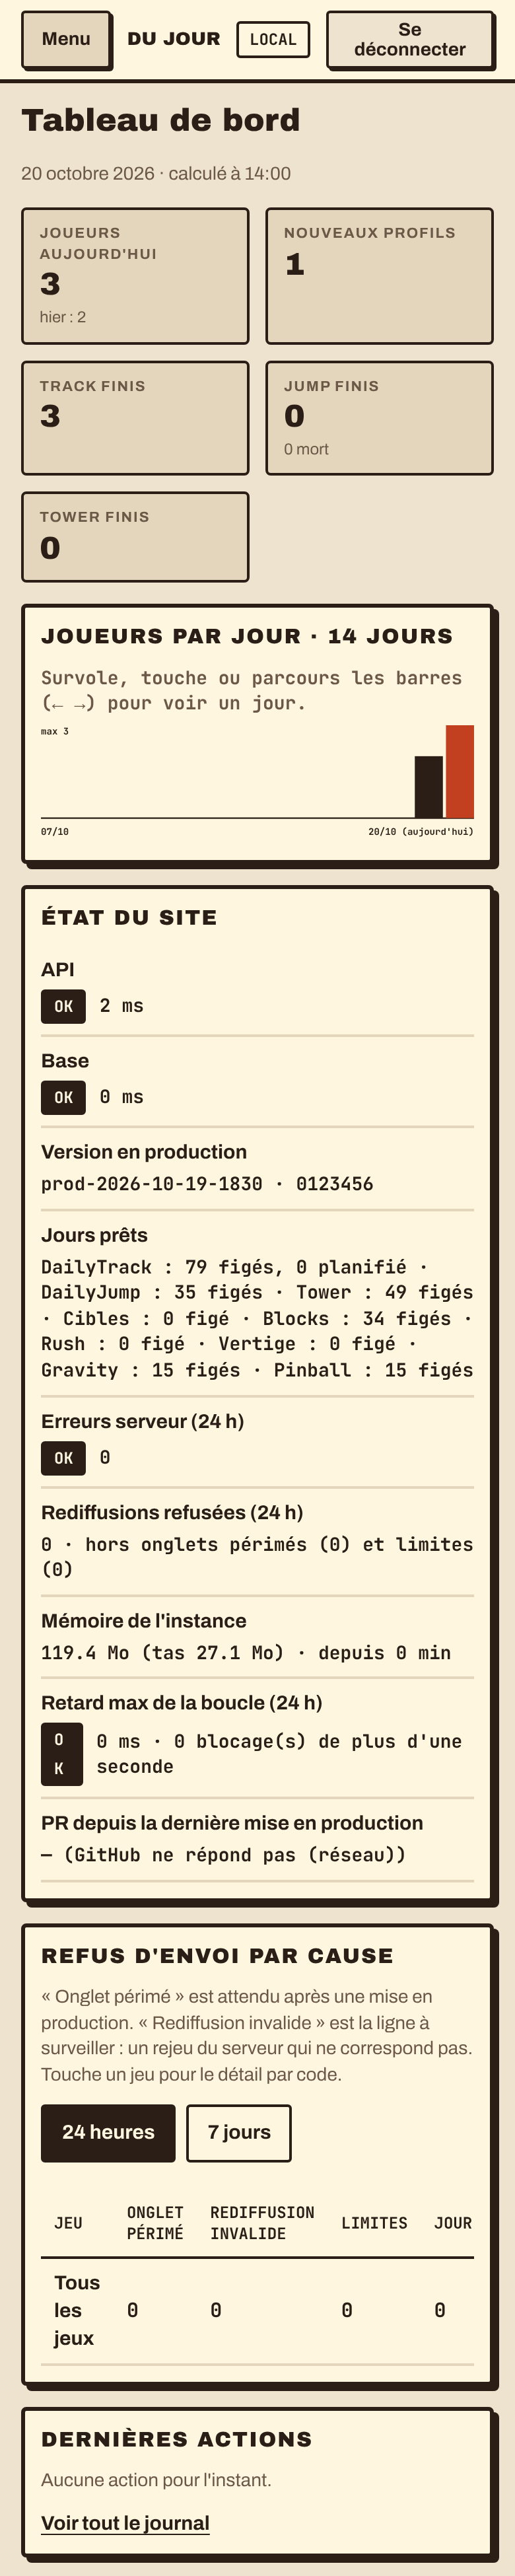 Menu
DU JOUR
LOCAL
Se
déconnecter
Tableau de bord
20 octobre 2026 · calculé à 14:00
JOUEURS
AUJOURD'HUI
3
hier : 2
NOUVEAUX PROFILS
1
TRACK FINIS
3
JUMP FINIS
0
0 mort
TOWER FINIS
0
JOUEURS PAR JOUR · 14 JOURS
Survole, touche ou parcours les barres
(← →) pour voir un jour.
max 3
07/10
20/10 (aujourd'hui)
ÉTAT DU SITE
API
OK 2 ms
Base
OK 0 ms
Version en production
prod-2026-10-19-1830 · 0123456
Jours prêts
DailyTrack : 79 figés, 0 planifié ·
DailyJump : 35 figés · Tower : 49 figés
· Cibles : 0 figé · Blocks : 34 figés ·
Rush : 0 figé · Vertige : 0 figé ·
Gravity : 15 figés · Pinball : 15 figés
Erreurs serveur (24 h)
OK 0
Rediffusions refusées (24 h)
0 · hors onglets périmés (0) et limites
(0)
Mémoire de l'instance
119.4 Mo (tas 27.1 Mo) · depuis 0 min
Retard max de la boucle (24 h)
O
K
0 ms · 0 blocage(s) de plus d'une
seconde
PR depuis la dernière mise en production
— (GitHub ne répond pas (réseau))
REFUS D'ENVOI PAR CAUSE
« Onglet périmé » est attendu après une mise en
production. « Rediffusion invalide » est la ligne à
surveiller : un rejeu du serveur qui ne correspond pas.
Touche un jeu pour le détail par code.
24 heures
7 jours
JEU
ONGLET
PÉRIMÉ
REDIFFUSION
INVALIDE
LIMITES
JOUR
Tous
les
jeux
0
0
0
0
DERNIÈRES ACTIONS
Aucune action pour l'instant.
Voir tout le journal